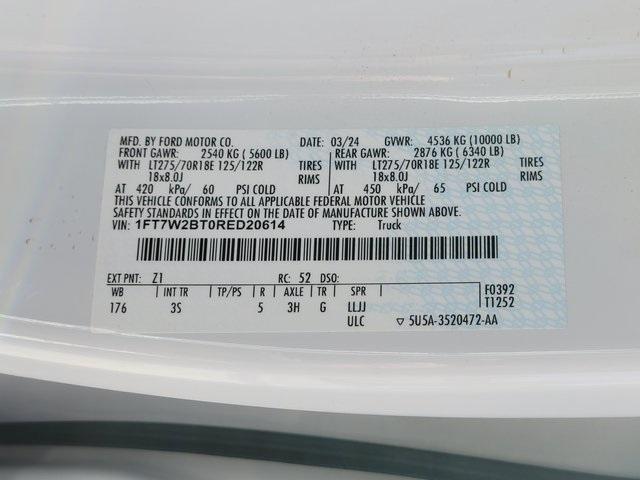 MFD. BY FORD MOTOR CO. DATE: 03/24 GVWR: 4536 KG (10000 LB)
FRONT GAWR: 2540 KG ( 5600 LB) REAR GAWR: 2876 KG ( 6340 LB)
WITH LT275/70R18E 125/122R TIRES WITH LT275/70R18E 125/122R TIRES
18x8.0J RIMS 18x8.0J RIMS
AT 420 kPa/ 60 PSI COLD AT 450 kPa/ 65 PSI COLD
THIS VEHICLE CONFORMS TO ALL APPLICABLE FEDERAL MOTOR VEHICLE
SAFETY STANDARDS IN EFFECT ON THE DATE OF MANUFACTURE SHOWN ABOVE.
VIN: 1FT7W2BT0RED20614 TYPE: Truck
EXT PNT: Z1 RC: 52 DSO:
WB INT TR TP/PS R AXLE TR SPR F0392
176 3S 5 3H G LLJJ T1252
ULC ▽ 5U5A-3520472-AA